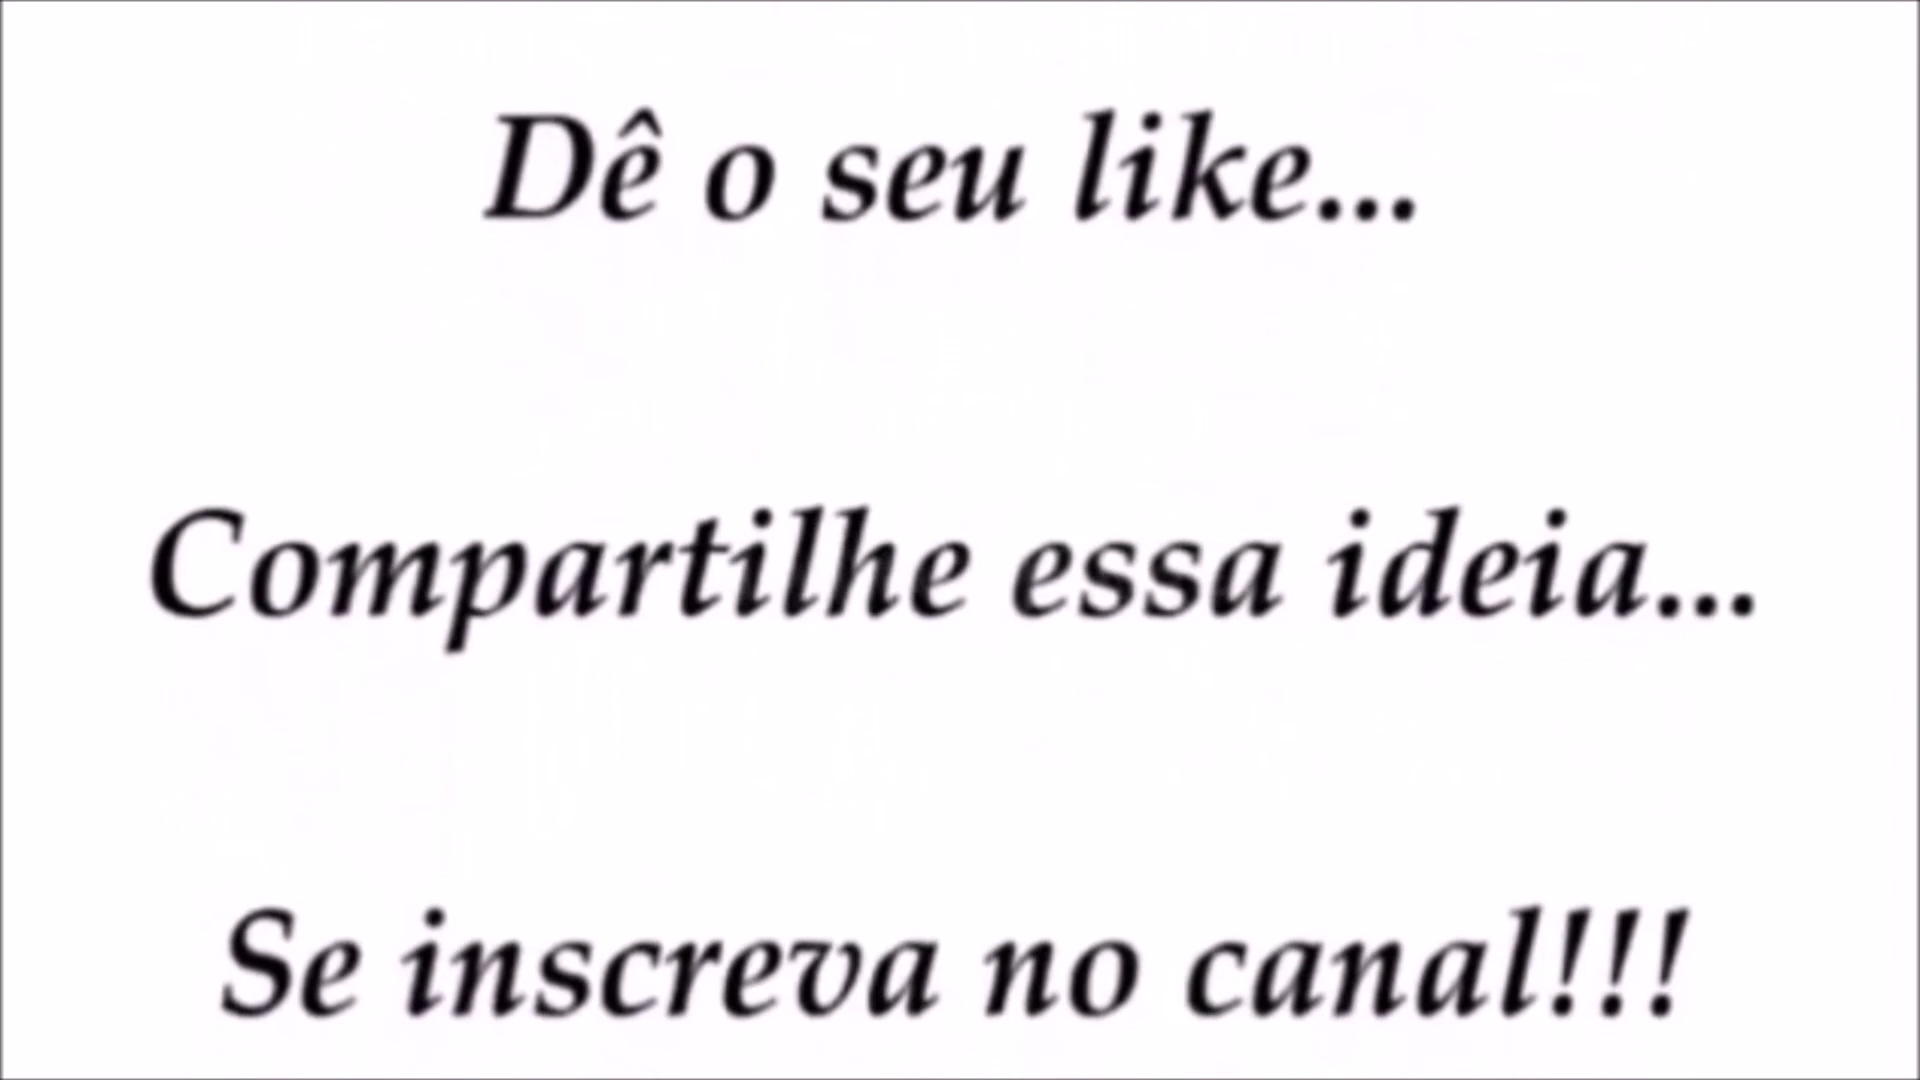 Dê o seu like...
Compartilhe essa ideia...
Se inscreva no canal!!!